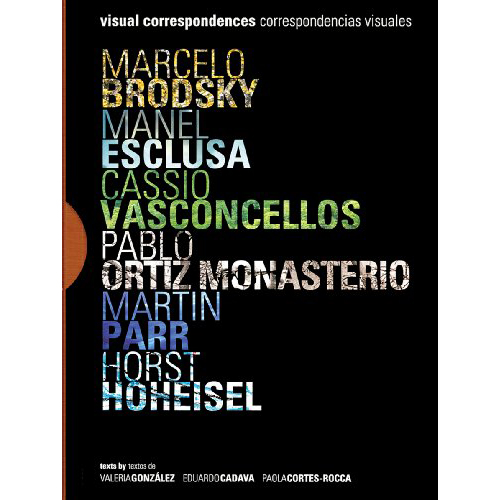 visual correspondences correspondencias visuales
MARCELO
BRODSKY
MANEL
ESCLUSA
CASSIO
VASCONCELLOS
PABLO
ORTIZ MONASTERIO
MARTIN
PARR
HORST
HOHEISEL
texts by textos de
VALERIAGONZÁLEZ EDUARDOCADAVA PAOLACORTES-ROCCA